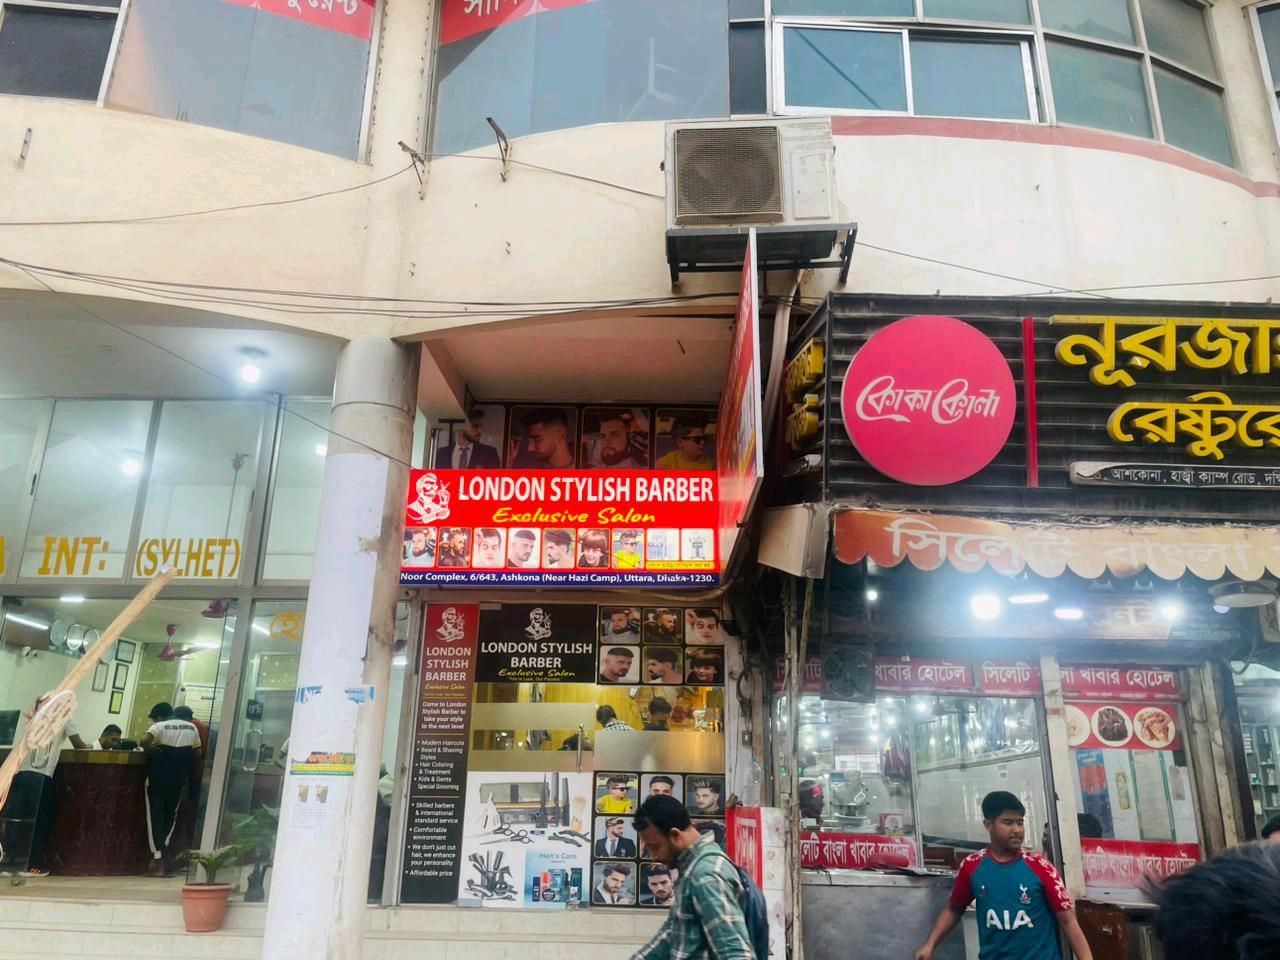 INT: (SYLHET)
LONDON STYLISH BARBER
Exclusive Salon
Noor Complex, 6/643, Ashkona (Near Hazi Camp), Uttara, Dhaka-1230.
LONDON
STYLISH
BARBER
Exclusive Salon
Come to London
Stylish Barber to
take your style
to the next level
• Modern Haircuts
• Beard & Shaving
Styles
• Hair Coloring
& Treatment
• Kids & Gents
Special Grooming
• Skilled barbers
& international
standard service
• Comfortable
environment
• We don't just cut
hair, we enhance
your personality
• Affordable price
LONDON STYLISH
BARBER
Exclusive Salon
Men's Care
কোকা কোলা
নূরজা
রেষ্টুরে
আশকোনা, হাজ্বী ক্যাম্প রোড, দক্ষি
সিলেটি
খাবার হোটেল
সিলেটি বাংলা খাবার হোটেল
লেটি বাংলা খাবার হোটেল
লেটি বাংলা খাবার হোটেল
AIA